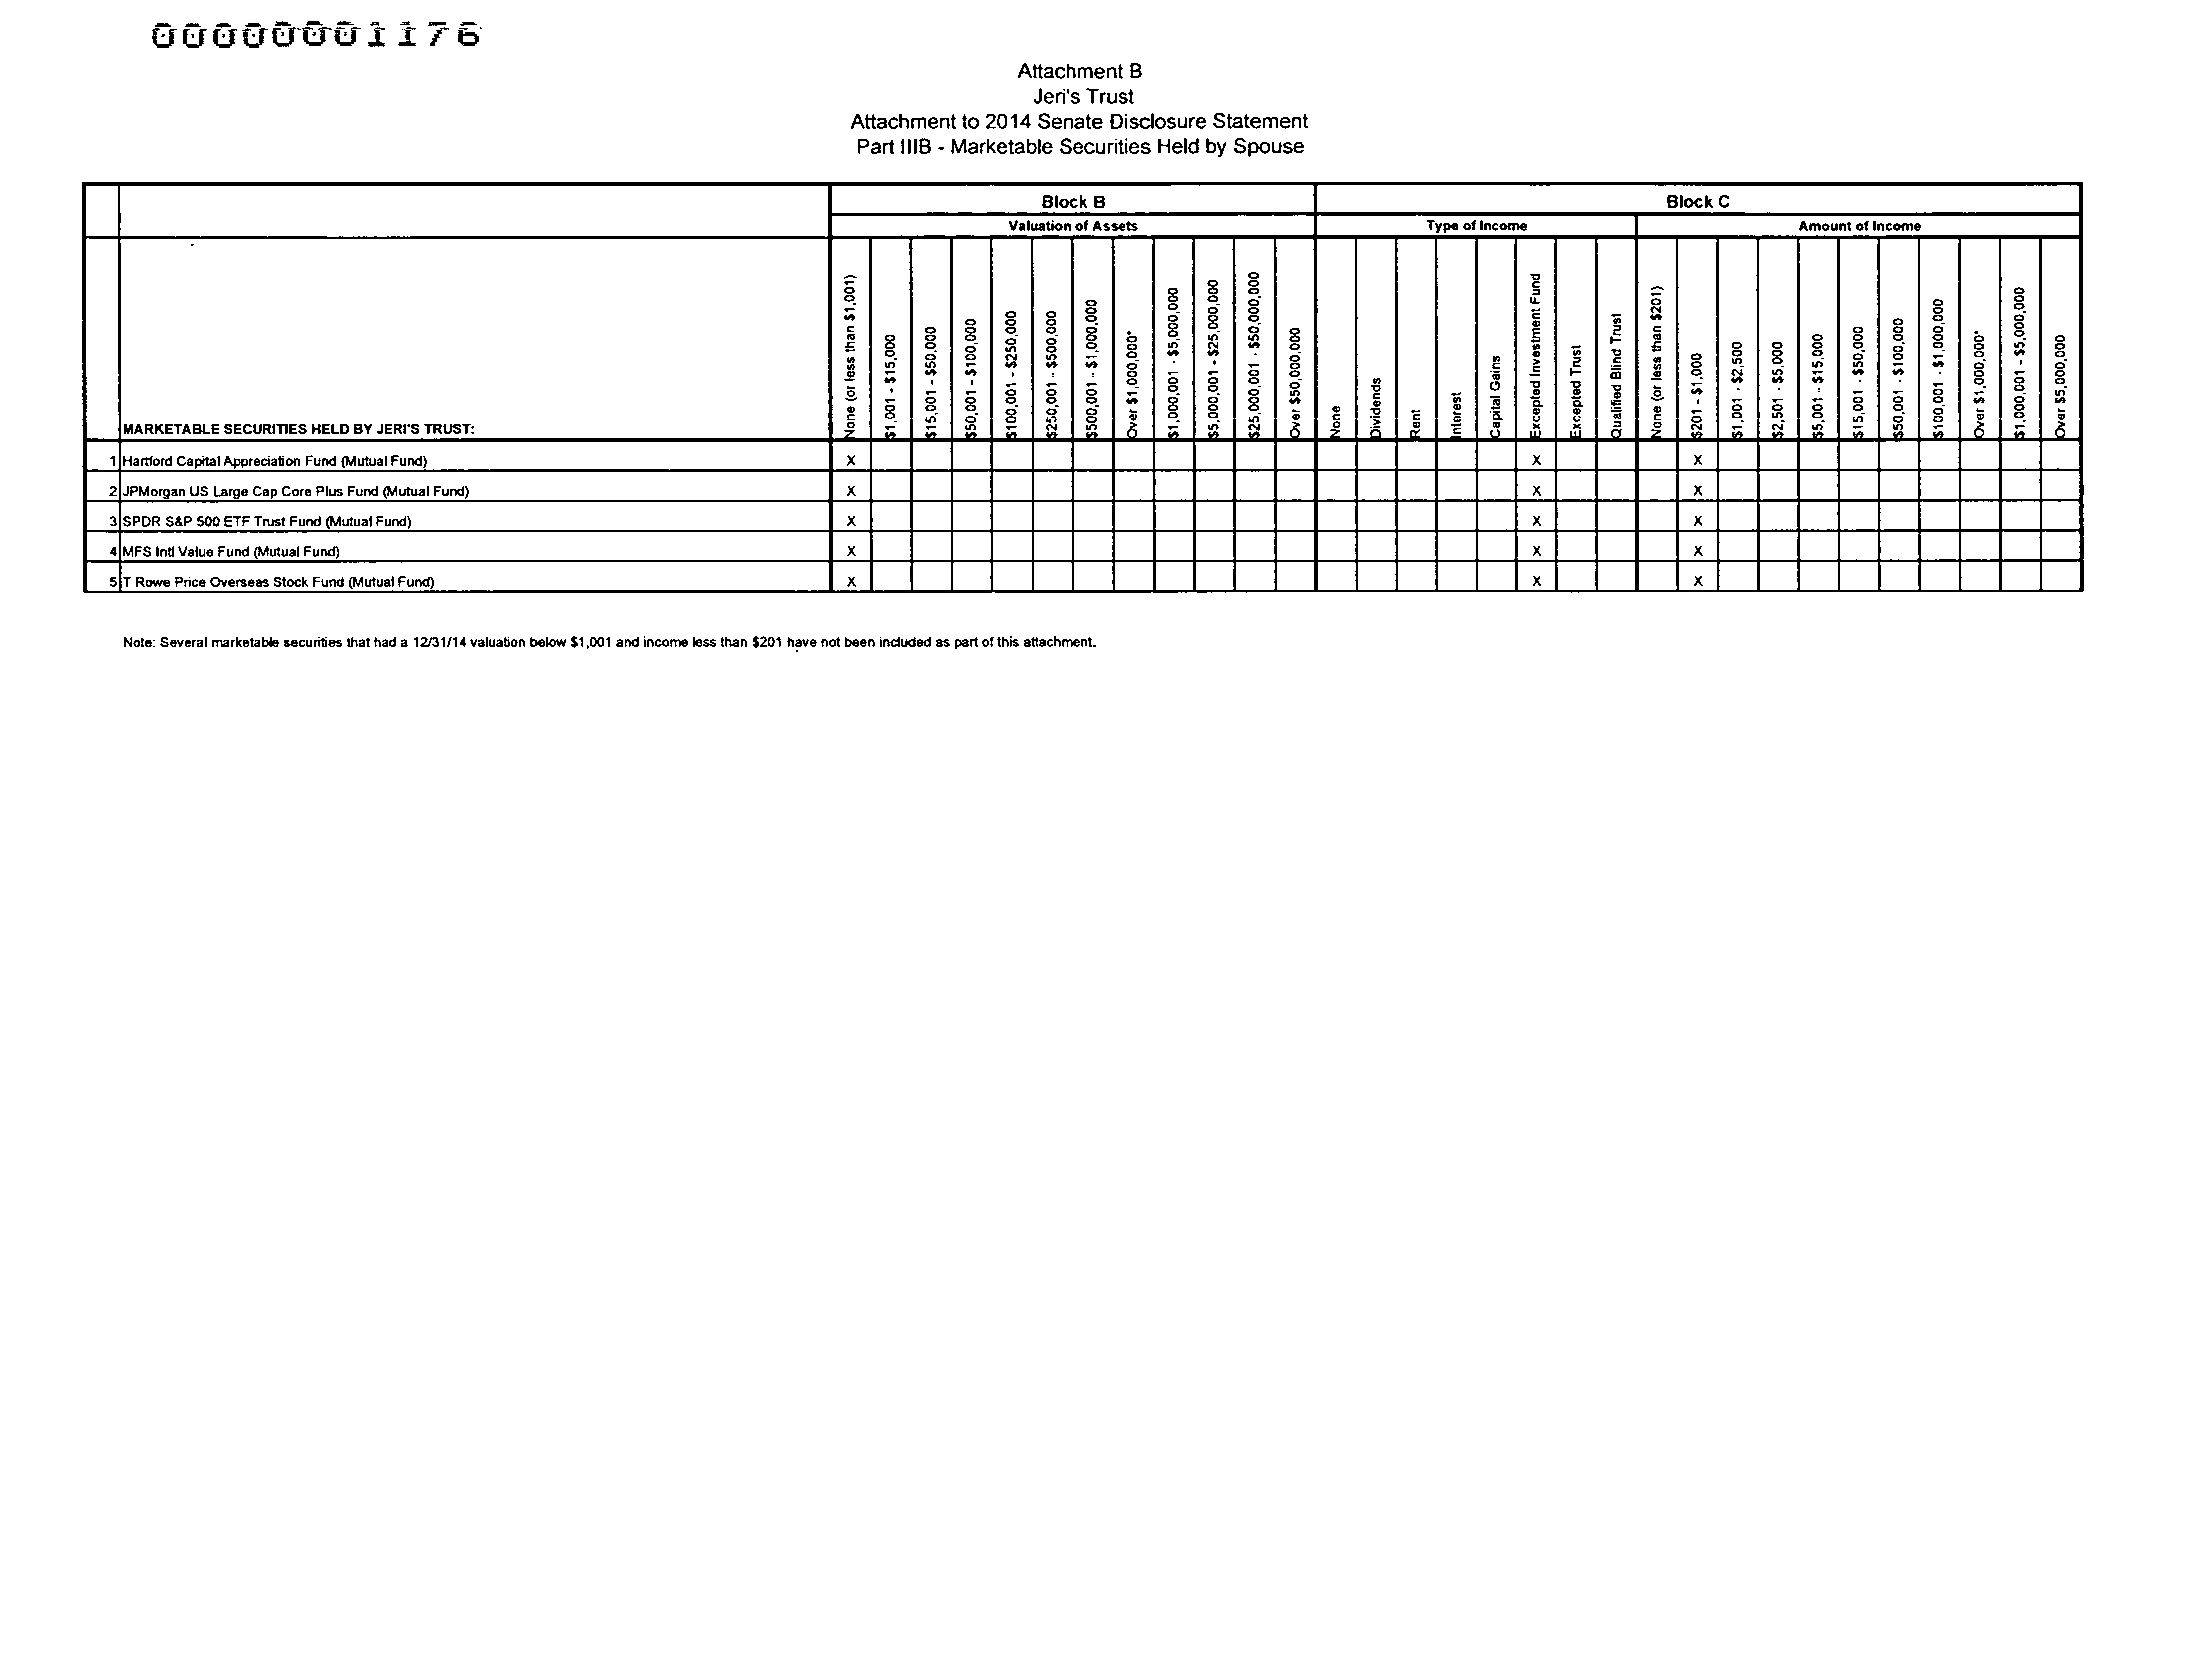 00000001176
Attachment B
Jeri's Trust
Attachment to 2014 Senate Disclosure Statement
Part IIIB - Marketable Securities Held by Spouse
Block B Block C
Valuation of Assets Type of Income Amount of Income
MARKETABLE SECURITIES HELD BY JERI'S TRUST:
None (or less than $1,001)
$1,001 - $15,000
$15,001 - $50,000
$50,001 - $100,000
$100,001 - $250,000
$250,001 - $500,000
$500,001 - $1,000,000
Over $1,000,000*
$1,000,001 - $5,000,000
$5,000,001 - $25,000,000
$25,000,001 - $50,000,000
Over $50,000,000
None
Dividends
Rent
Interest
Capital Gains
Excepted Investment Fund
Excepted Trust
Qualified Blind Trust
None (or less than $201)
$201 - $1,000
$1,001 - $2,500
$2,501 - $5,000
$5,001 - $15,000
$15,001 - $50,000
$50,001 - $100,000
$100,001 - $1,000,000
Over $1,000,000*
$1,000,001 - $5,000,000
Over $5,000,000
1 Hartford Capital Appreciation Fund (Mutual Fund) X X X
2 JPMorgan US Large Cap Core Plus Fund (Mutual Fund) X X X
3 SPDR S&P 500 ETF Trust Fund (Mutual Fund) X X X
4 MFS Intl Value Fund (Mutual Fund) X X X
5 T Rowe Price Overseas Stock Fund (Mutual Fund) X X X
Note: Several marketable securities that had a 12/31/14 valuation below $1,001 and income less than $201 have not been included as part of this attachment.